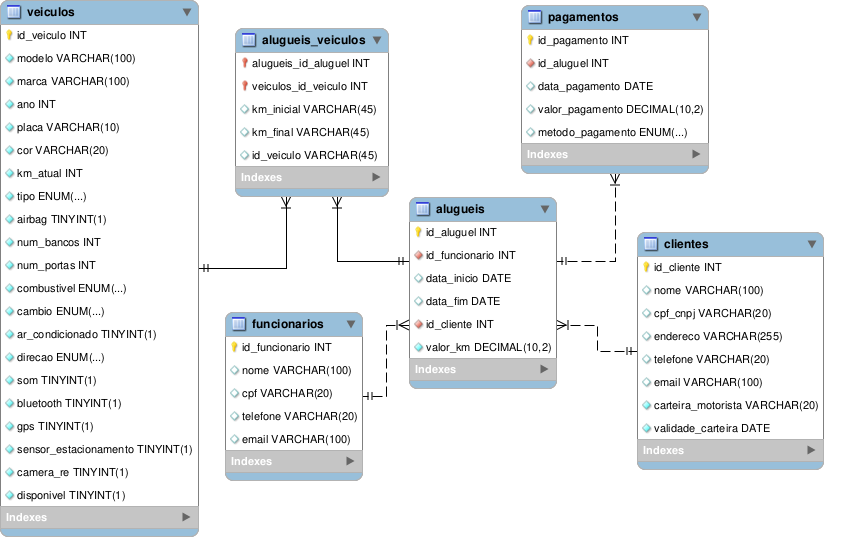 veiculos
id_veiculo INT
modelo VARCHAR(100)
marca VARCHAR(100)
ano INT
placa VARCHAR(10)
cor VARCHAR(20)
km_atual INT
tipo ENUM(...)
airbag TINYINT(1)
num_bancos INT
num_portas INT
combustivel ENUM(...)
cambio ENUM(...)
ar_condicionado TINYINT(1)
direcao ENUM(...)
som TINYINT(1)
bluetooth TINYINT(1)
gps TINYINT(1)
sensor_estacionamento TINYINT(1)
camera_re TINYINT(1)
disponivel TINYINT(1)
Indexes
alugueis_veiculos
alugueis_id_aluguel INT
veiculos_id_veiculo INT
km_inicial VARCHAR(45)
km_final VARCHAR(45)
id_veiculo VARCHAR(45)
Indexes
pagamentos
id_pagamento INT
id_aluguel INT
data_pagamento DATE
valor_pagamento DECIMAL(10,2)
metodo_pagamento ENUM(...)
Indexes
alugueis
id_aluguel INT
id_funcionario INT
data_inicio DATE
data_fim DATE
id_cliente INT
valor_km DECIMAL(10,2)
Indexes
funcionarios
id_funcionario INT
nome VARCHAR(100)
cpf VARCHAR(20)
telefone VARCHAR(20)
email VARCHAR(100)
Indexes
clientes
id_cliente INT
nome VARCHAR(100)
cpf_cnpj VARCHAR(20)
endereco VARCHAR(255)
telefone VARCHAR(20)
email VARCHAR(100)
carteira_motorista VARCHAR(20)
validade_carteira DATE
Indexes